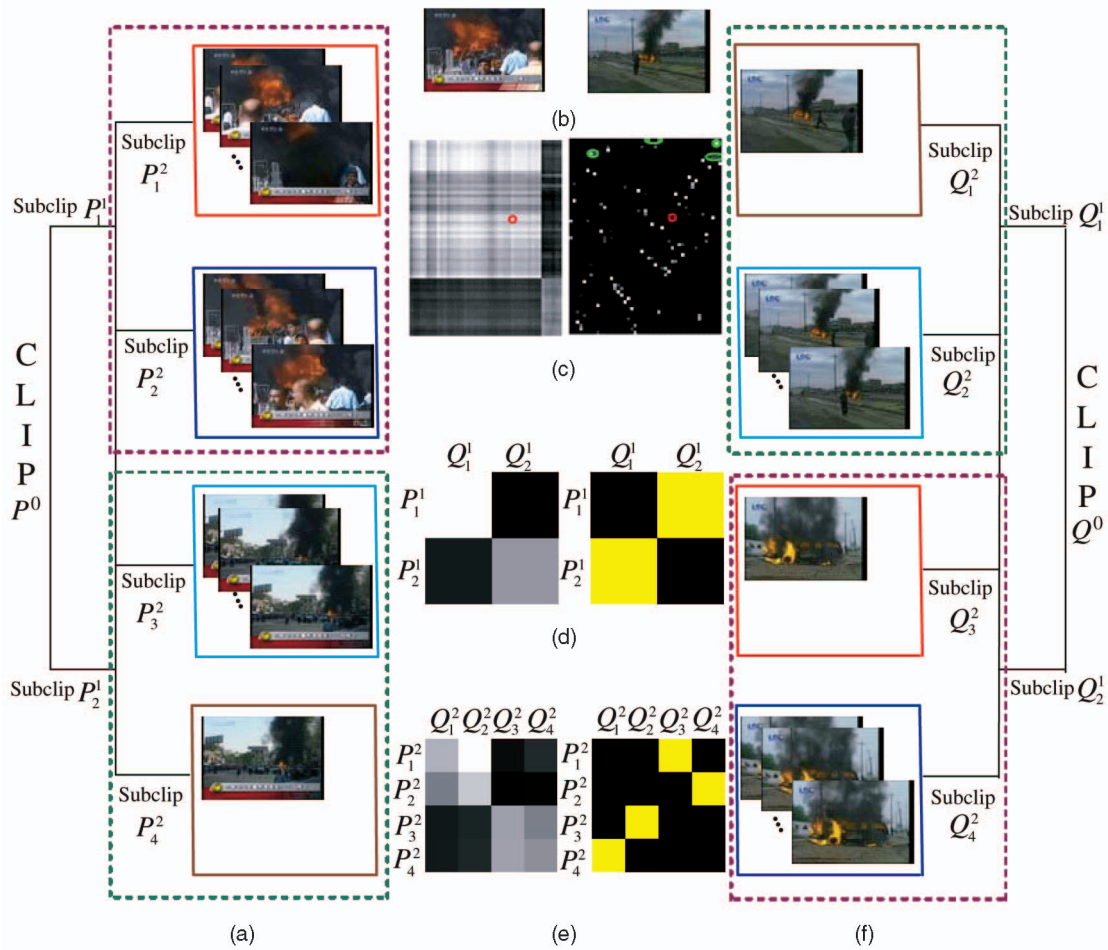 CLIP P^0
Subclip P_1^1
Subclip P_2^1
Subclip P_1^2
Subclip P_2^2
Subclip P_3^2
Subclip P_4^2
(a)
(b)
(c)
Q_1^1 Q_2^1 Q_1^1 Q_2^1
P_1^1 P_1^1
P_2^1 P_2^1
(d)
Q_1^2 Q_2^2 Q_3^2 Q_4^2 Q_1^2 Q_2^2 Q_3^2 Q_4^2
P_1^2 P_1^2
P_2^2 P_2^2
P_3^2 P_3^2
P_4^2 P_4^2
(e)
Subclip Q_1^2
Subclip Q_2^2
Subclip Q_3^2
Subclip Q_4^2
Subclip Q_1^1
Subclip Q_2^1
CLIP Q^0
(f)